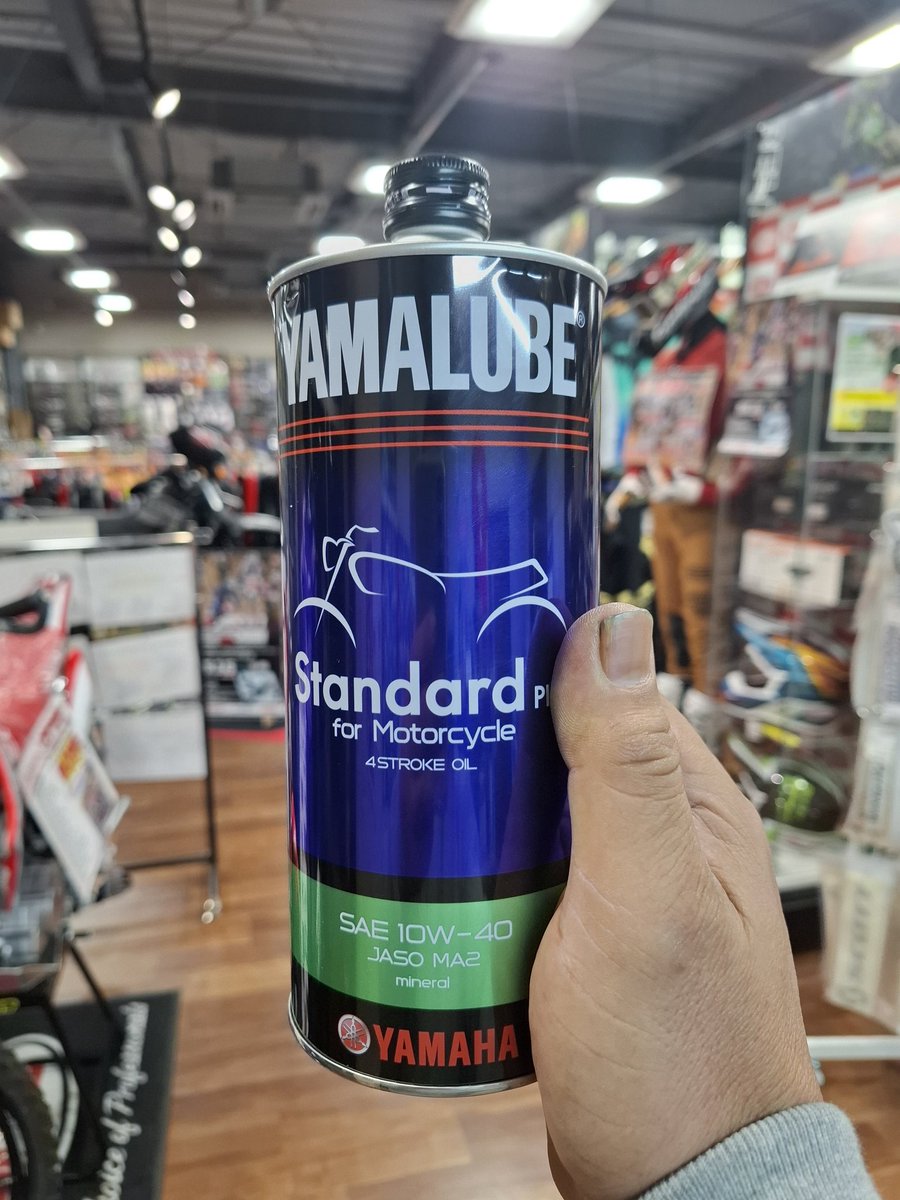 YAMALUBE®
Standard
for Motorcycle
4STROKE OIL
SAE 10W-40
JASO MA2
mineral
YAMAHA